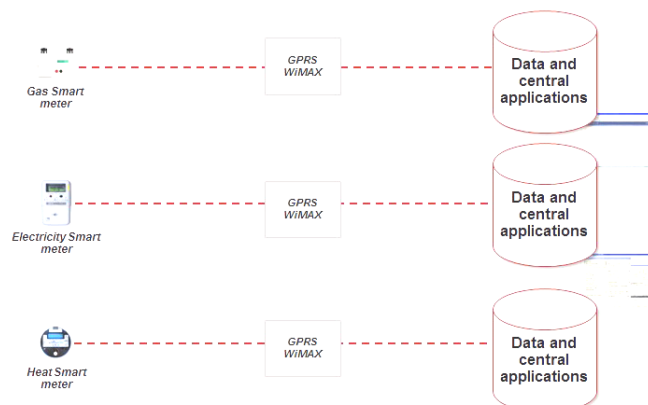 GPRS
WiMAX
Data and
central
applications
Gas Smart
meter
GPRS
WiMAX
Data and
central
applications
Electricity Smart
meter
GPRS
WiMAX
Data and
central
applications
Heat Smart
meter